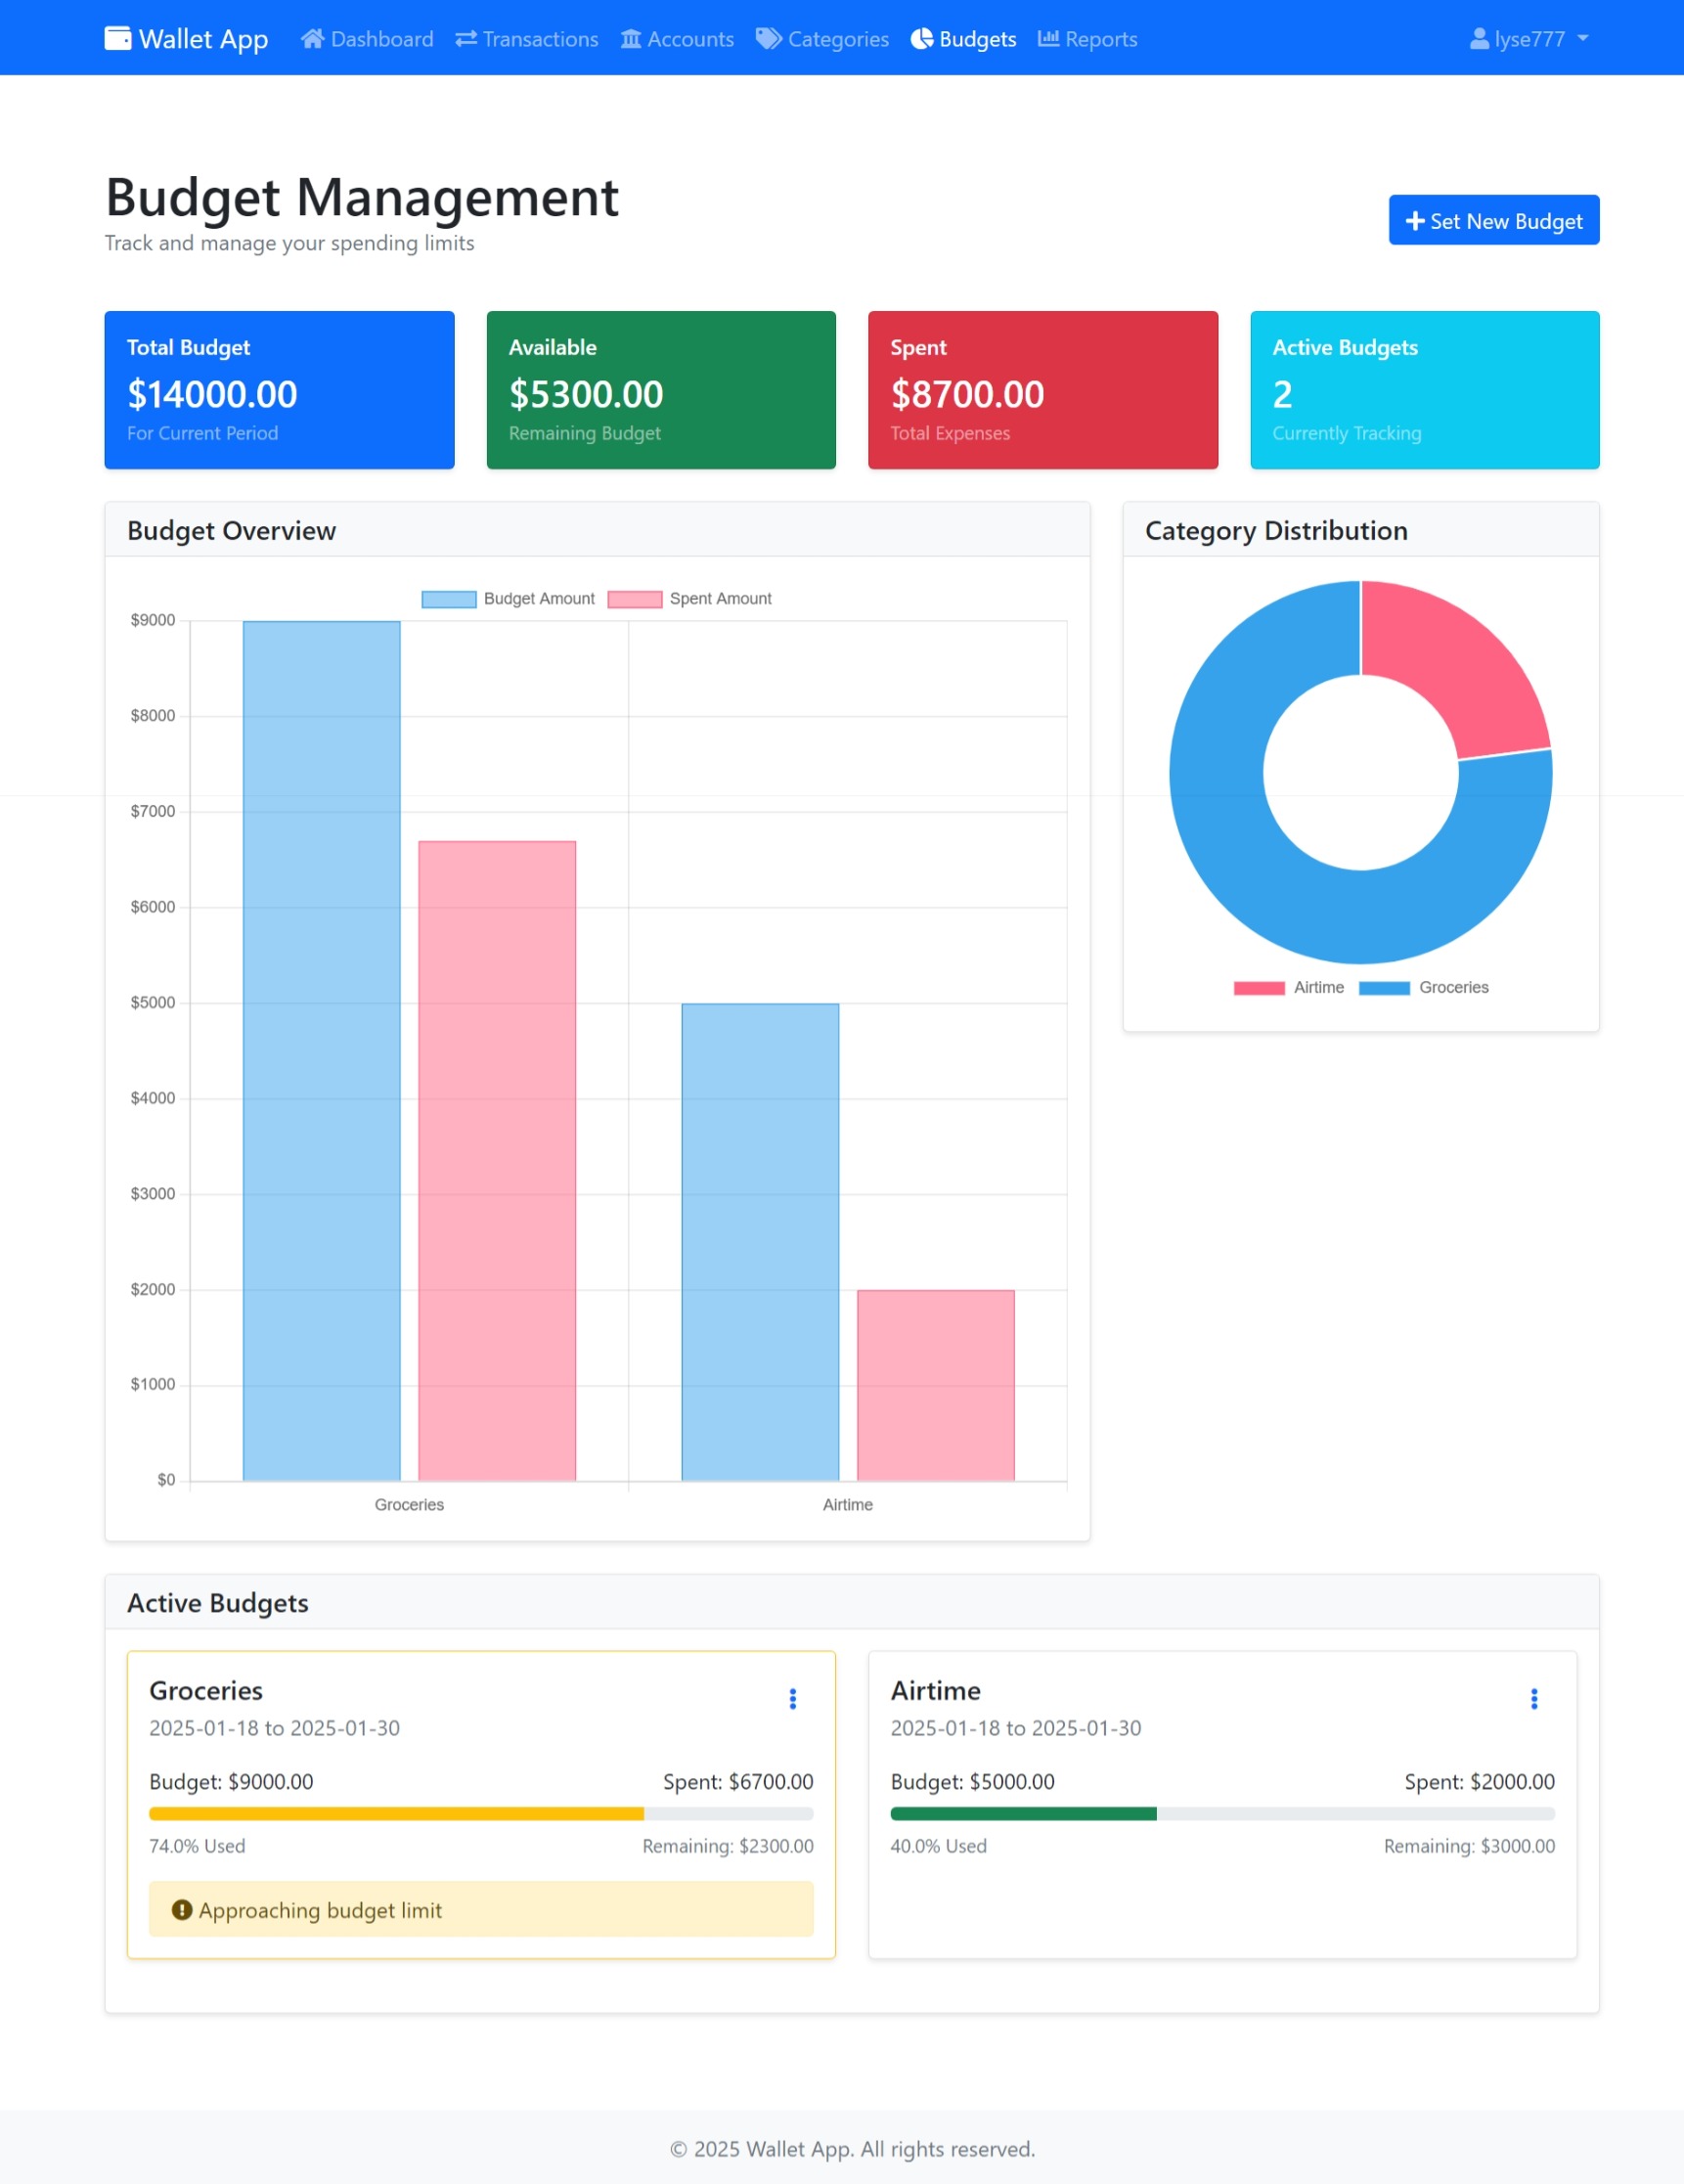 Wallet App Dashboard Transactions Accounts Categories Budgets Reports lyse777
Budget Management
Track and manage your spending limits
Set New Budget
Total Budget
$14000.00
For Current Period
Available
$5300.00
Remaining Budget
Spent
$8700.00
Total Expenses
Active Budgets
2
Currently Tracking
Budget Overview
Budget Amount Spent Amount
$9000
$8000
$7000
$6000
$5000
$4000
$3000
$2000
$1000
$0
Groceries Airtime
Category Distribution
Airtime Groceries
Active Budgets
Groceries
2025-01-18 to 2025-01-30
Budget: $9000.00 Spent: $6700.00
74.0% Used Remaining: $2300.00
Approaching budget limit
Airtime
2025-01-18 to 2025-01-30
Budget: $5000.00 Spent: $2000.00
40.0% Used Remaining: $3000.00
© 2025 Wallet App. All rights reserved.